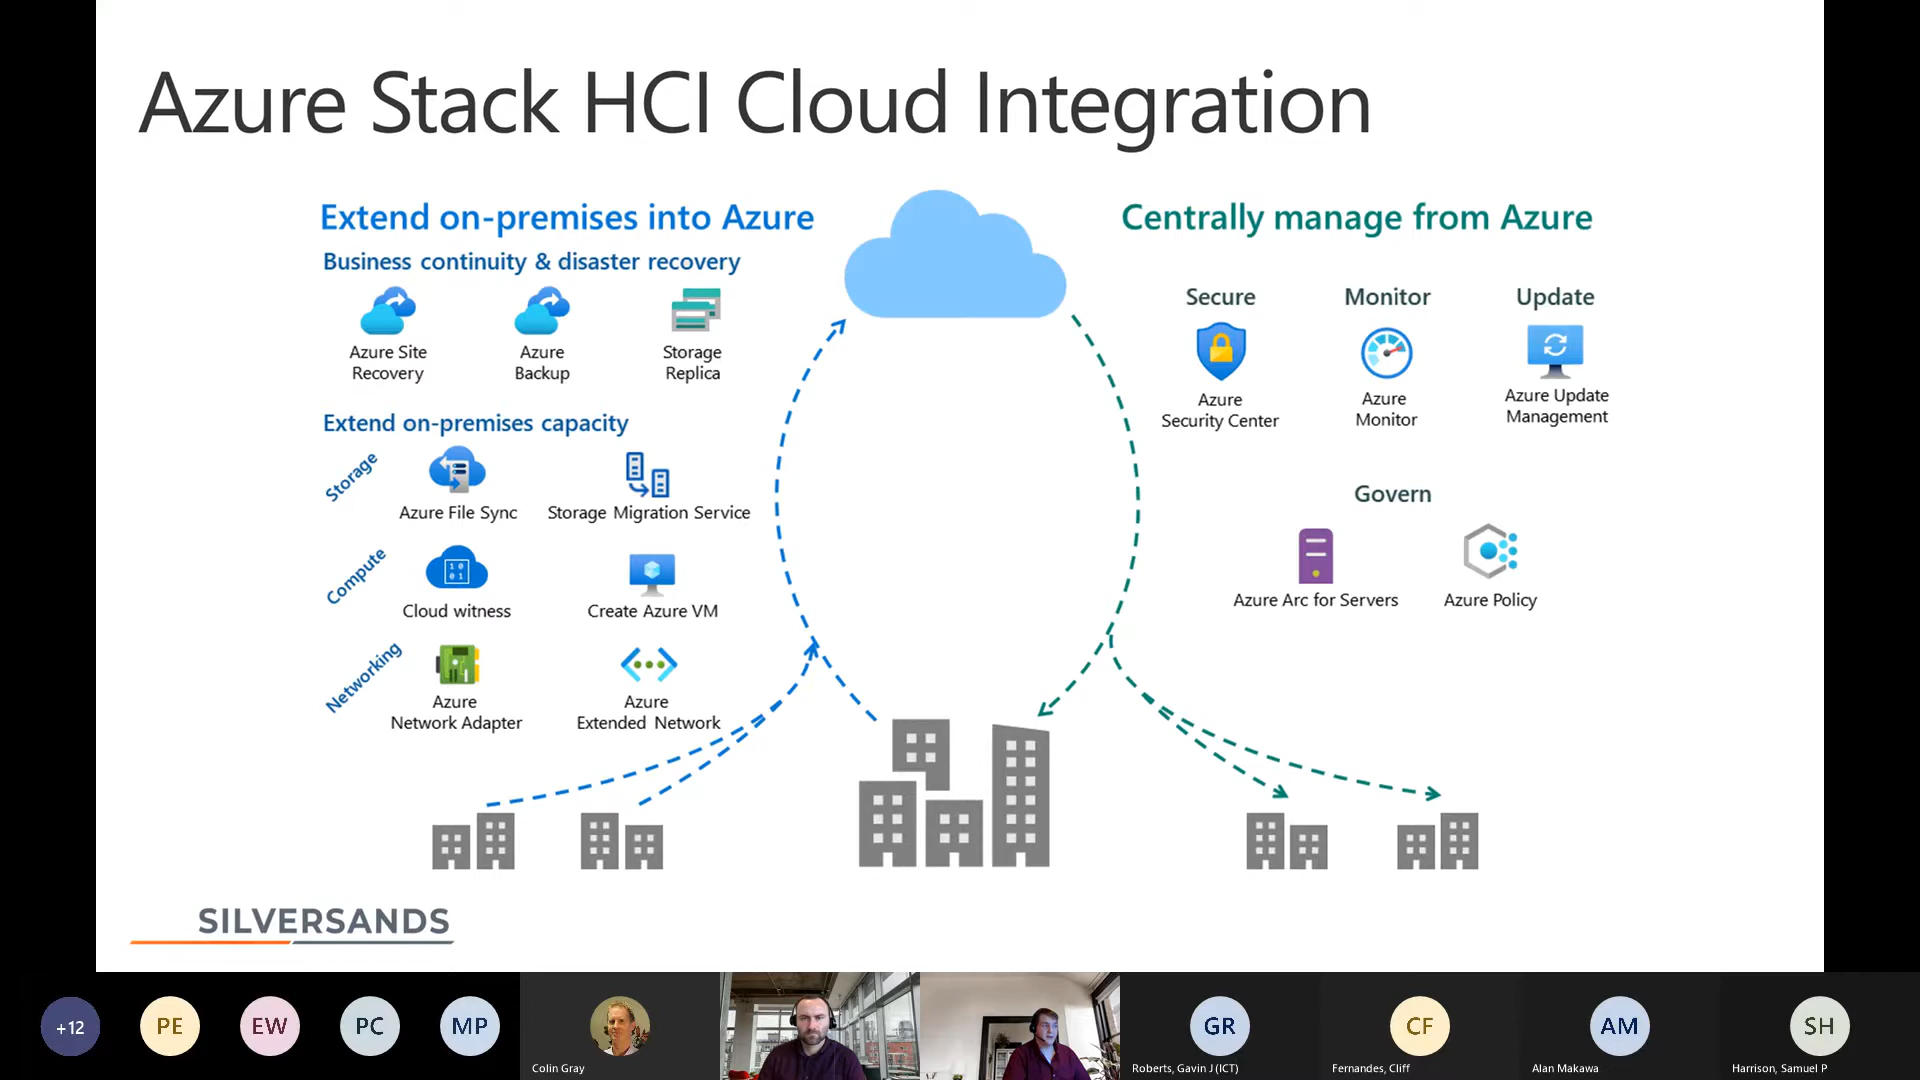 Azure Stack HCI Cloud Integration
Extend on-premises into Azure
Business continuity & disaster recovery
Azure Site
Recovery
Azure
Backup
Storage
Replica
Extend on-premises capacity
Storage
Azure File Sync
Storage Migration Service
Compute
10
01
Cloud witness
Create Azure VM
Networking
Azure
Network Adapter
Azure
Extended Network
Centrally manage from Azure
Secure
Monitor
Update
Azure
Security Center
Azure
Monitor
Azure Update
Management
Govern
Azure Arc for Servers
Azure Policy
SILVERSANDS
+12
PE
EW
PC
MP
Colin Gray
GR
Roberts, Gavin J (ICT)
CF
Fernandes, Cliff
AM
Alan Makawa
SH
Harrison, Samuel P